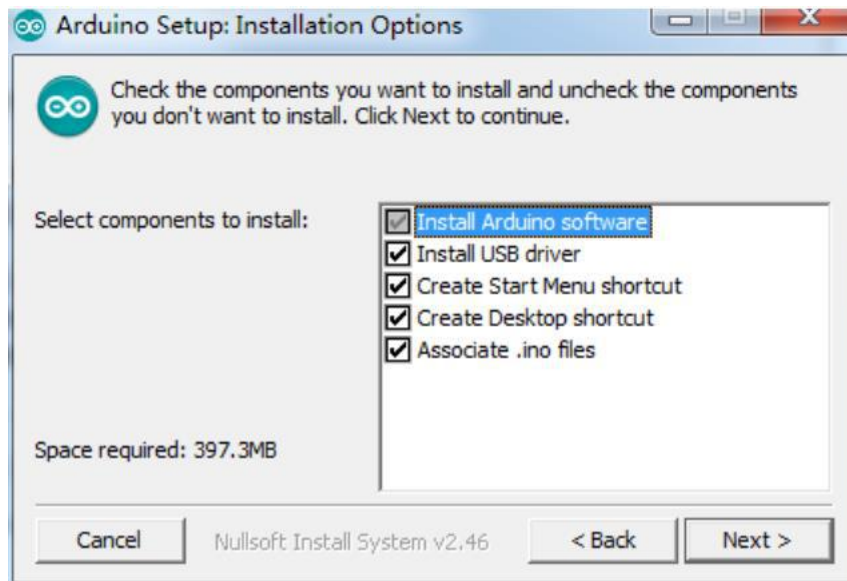 Arduino Setup: Installation Options
Check the components you want to install and uncheck the components
you don't want to install. Click Next to continue.
Select components to install:
Install Arduino software
Install USB driver
Create Start Menu shortcut
Create Desktop shortcut
Associate .ino files
Space required: 397.3MB
Cancel
Nullsoft Install System v2.46
< Back
Next >